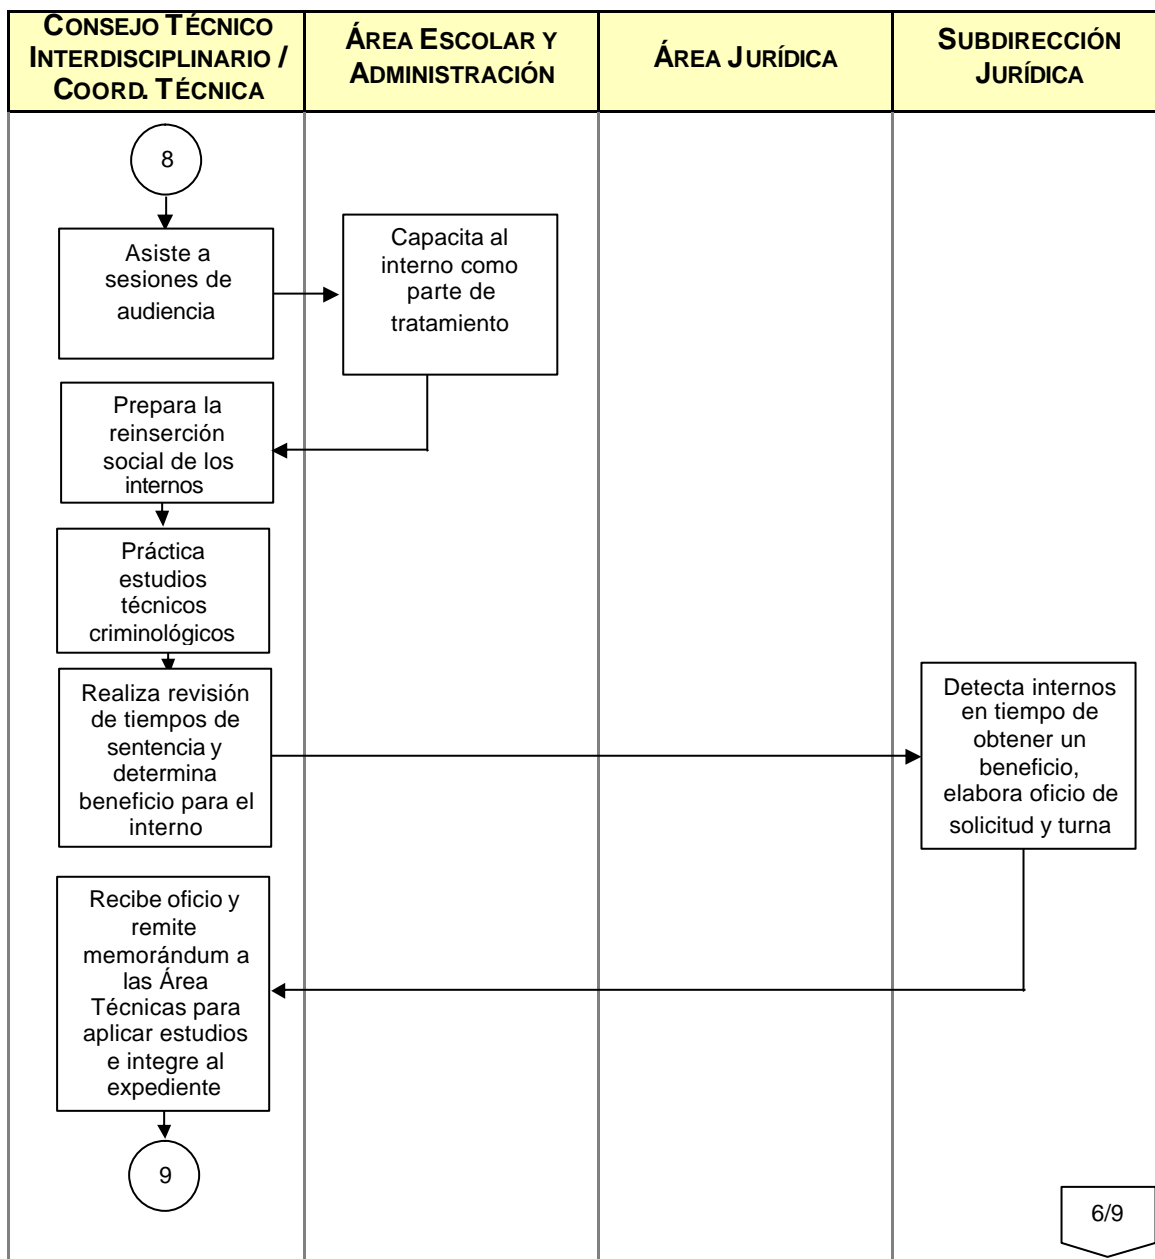 CONSEJO TÉCNICO
INTERDISCIPLINARIO /
COORD. TÉCNICA
ÁREA ESCOLAR Y
ADMINISTRACIÓN
ÁREA JURÍDICA
SUBDIRECCIÓN
JURÍDICA
8
Asiste a
sesiones de
audiencia
Capacita al
interno como
parte de
tratamiento
Prepara la
reinserción
social de los
internos
Práctica
estudios
técnicos
criminológicos
Realiza revisión
de tiempos de
sentencia y
determina
beneficio para el
interno
Detecta internos
en tiempo de
obtener un
beneficio,
elabora oficio de
solicitud y turna
Recibe oficio y
remite
memorándum a
las Área
Técnicas para
aplicar estudios
e integre al
expediente
9
6/9